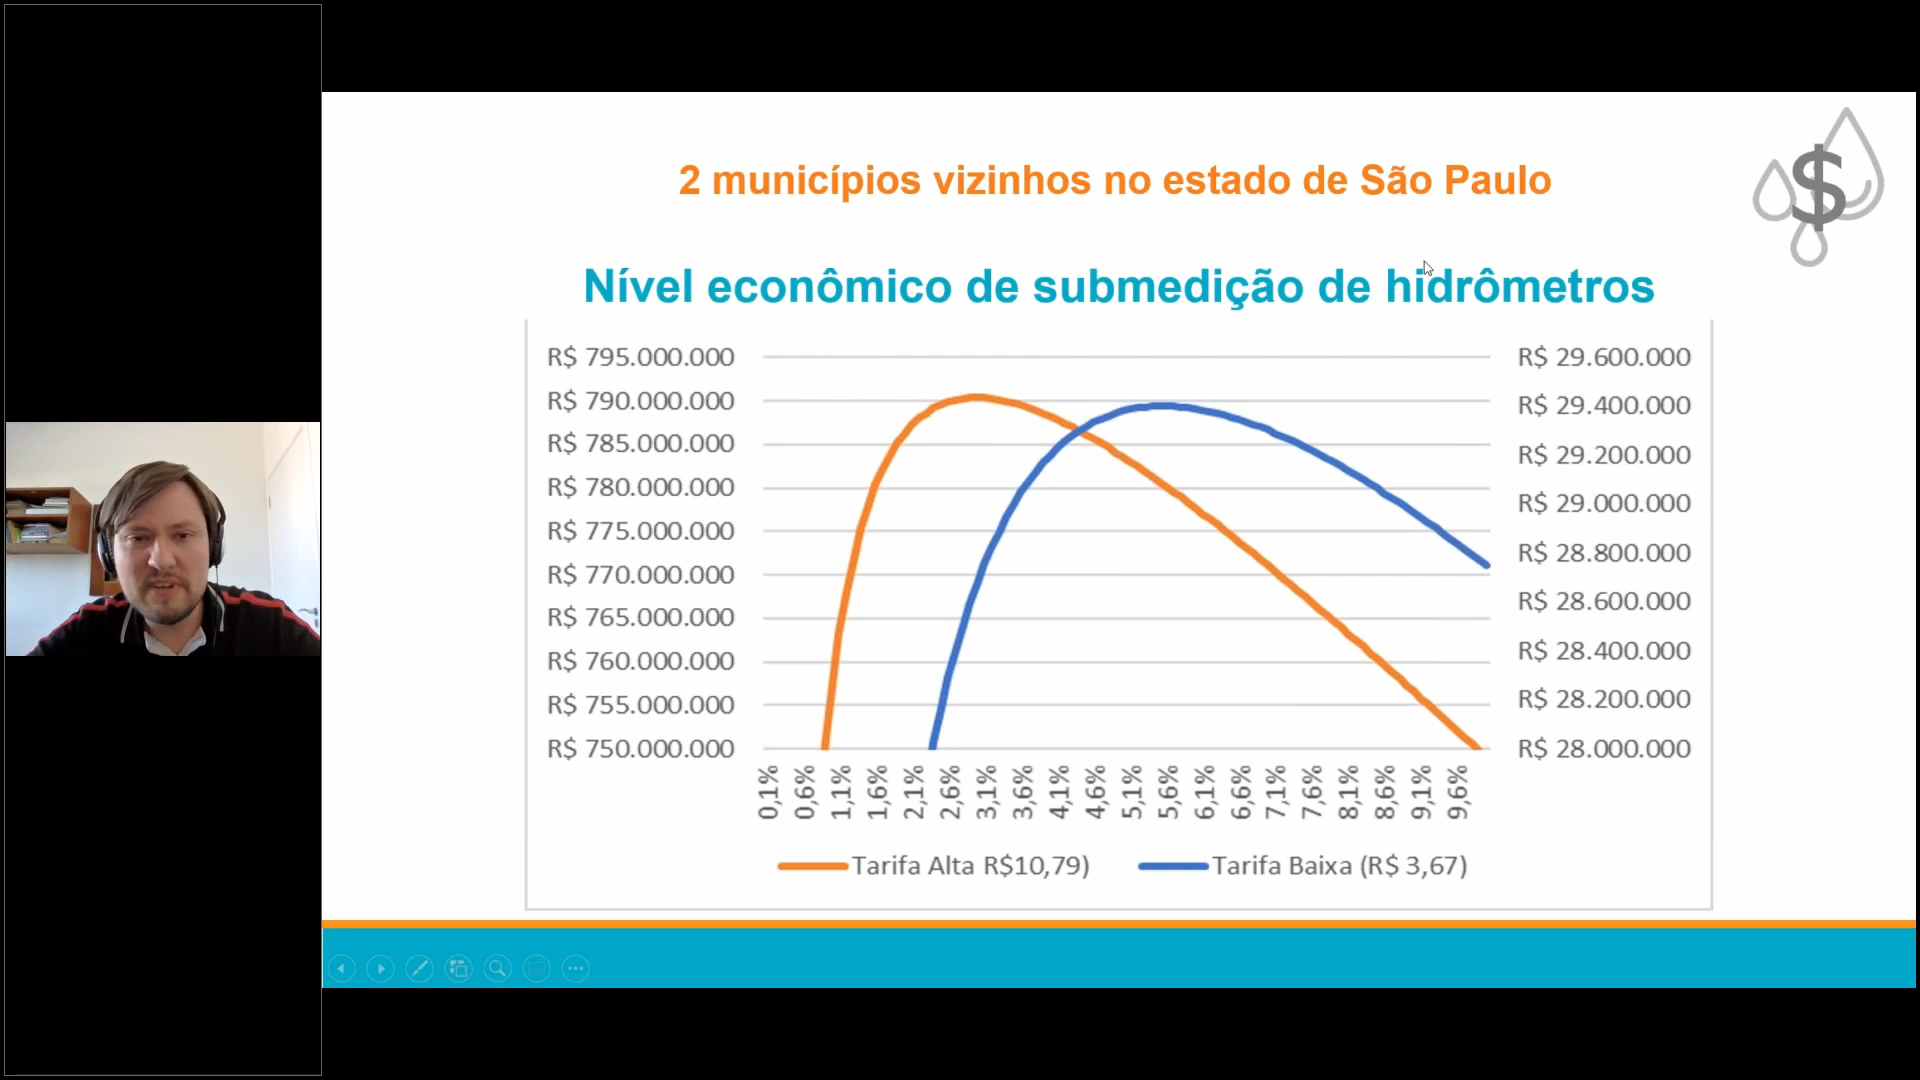 2 municípios vizinhos no estado de São Paulo
$
Nível econômico de submedição de hidrômetros
R$ 795.000.000
R$ 790.000.000
R$ 785.000.000
R$ 780.000.000
R$ 775.000.000
R$ 770.000.000
R$ 765.000.000
R$ 760.000.000
R$ 755.000.000
R$ 750.000.000
R$ 29.600.000
R$ 29.400.000
R$ 29.200.000
R$ 29.000.000
R$ 28.800.000
R$ 28.600.000
R$ 28.400.000
R$ 28.200.000
R$ 28.000.000
0,1%
0,6%
1,1%
1,6%
2,1%
2,6%
3,1%
3,6%
4,1%
4,6%
5,1%
5,6%
6,1%
6,6%
7,1%
7,6%
8,1%
8,6%
9,1%
9,6%
Tarifa Alta R$10,79)
Tarifa Baixa (R$ 3,67)